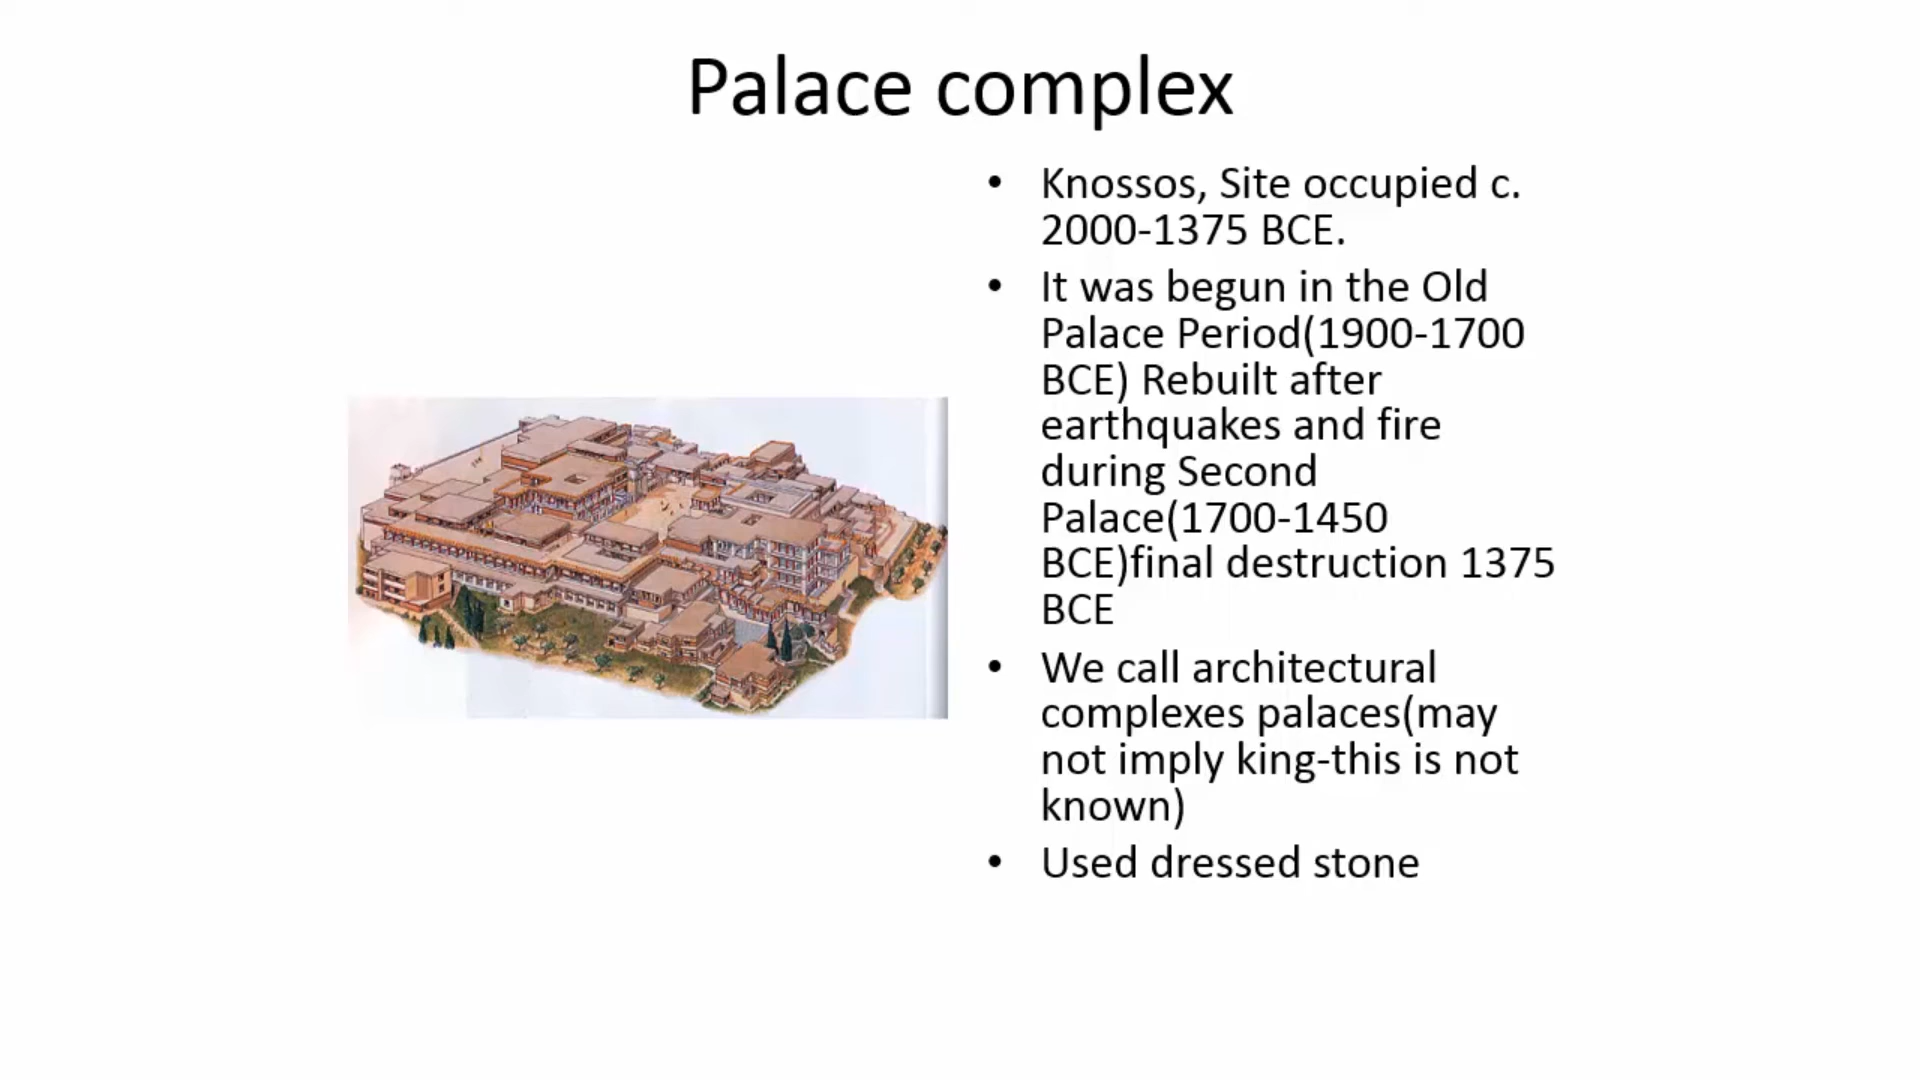 Palace complex
• Knossos, Site occupied c.
2000-1375 BCE.
• It was begun in the Old
Palace Period(1900-1700
BCE) Rebuilt after
earthquakes and fire
during Second
Palace(1700-1450
BCE)final destruction 1375
BCE
• We call architectural
complexes palaces(may
not imply king-this is not
known)
• Used dressed stone